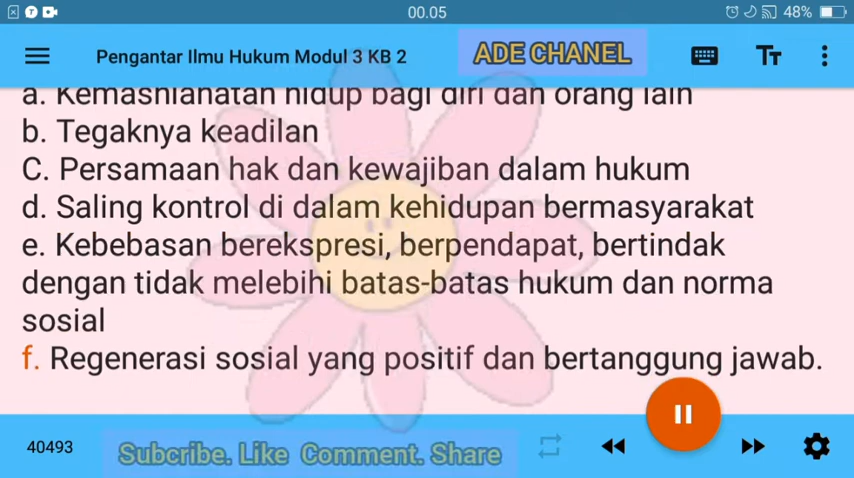 00.05
48%
Pengantar Ilmu Hukum Modul 3 KB 2
ADE CHANEL
TT
a. Kemashlahatan hidup bagi diri dan orang lain
b. Tegaknya keadilan
C. Persamaan hak dan kewajiban dalam hukum
d. Saling kontrol di dalam kehidupan bermasyarakat
e. Kebebasan berekspresi, berpendapat, bertindak
dengan tidak melebihi batas-batas hukum dan norma
sosial
f. Regenerasi sosial yang positif dan bertanggung jawab.
40493
Subcribe. Like Comment. Share